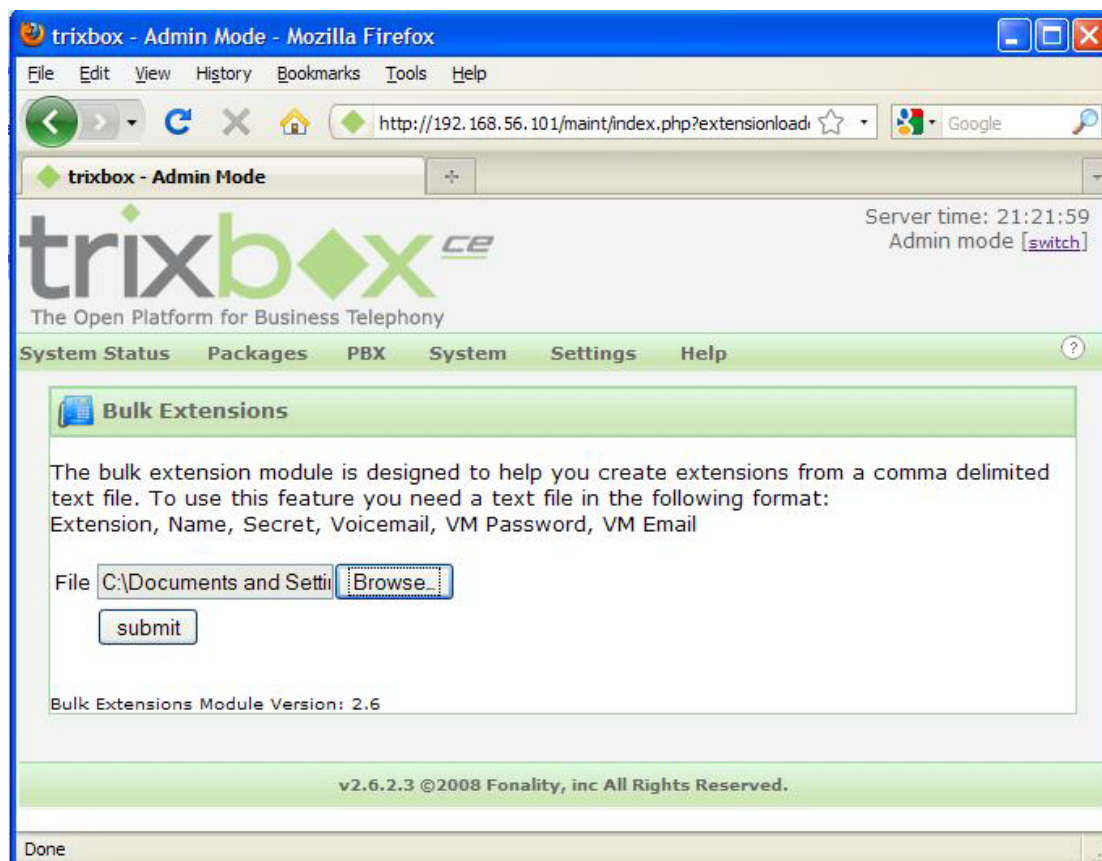 trixbox - Admin Mode - Mozilla Firefox
File Edit View History Bookmarks Tools Help
http://192.168.56.101/maint/index.php?extensionload Google
trixbox - Admin Mode
trixbox ce
The Open Platform for Business Telephony
Server time: 21:21:59
Admin mode [switch]
System Status Packages PBX System Settings Help ?
Bulk Extensions
The bulk extension module is designed to help you create extensions from a comma delimited
text file. To use this feature you need a text file in the following format:
Extension, Name, Secret, Voicemail, VM Password, VM Email
File C:\Documents and Setti Browse...
submit
Bulk Extensions Module Version: 2.6
v2.6.2.3 ©2008 Fonality, inc All Rights Reserved.
Done